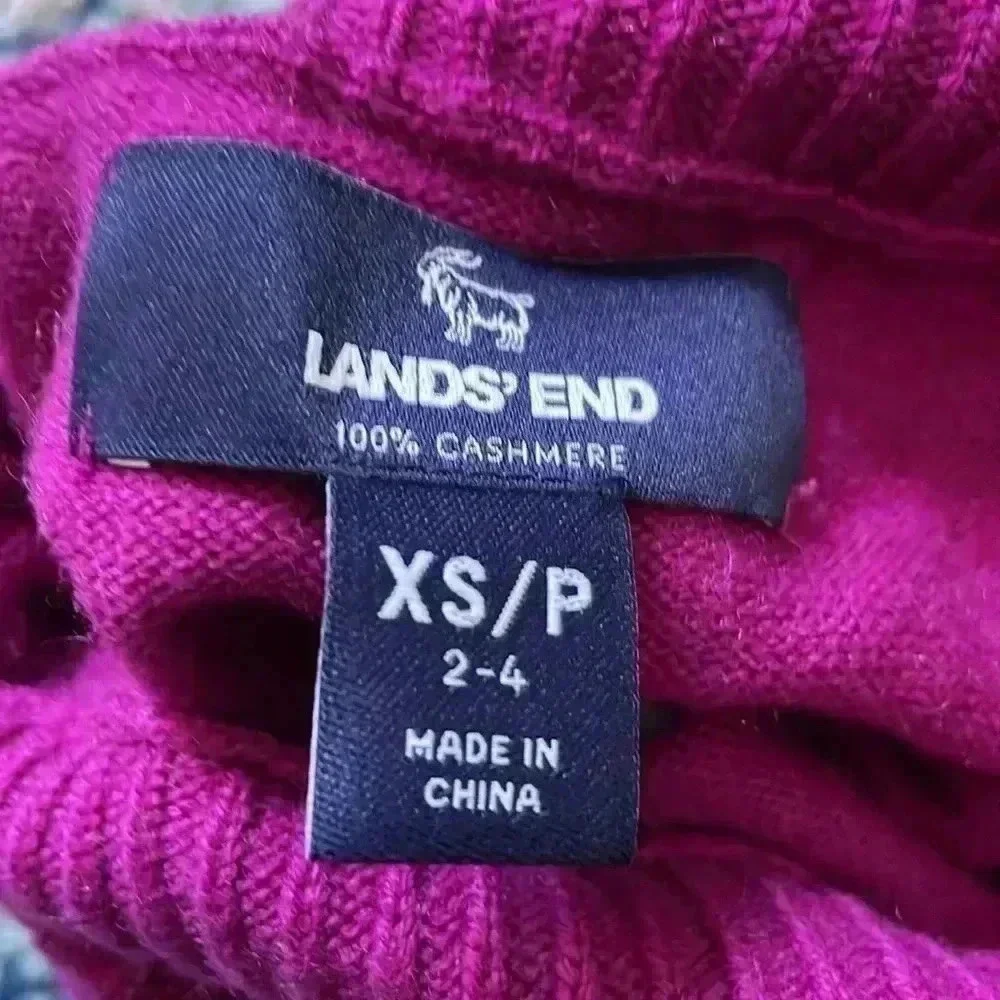 LANDS' END
100% CASHMERE
XS/P
2-4
MADE IN
CHINA